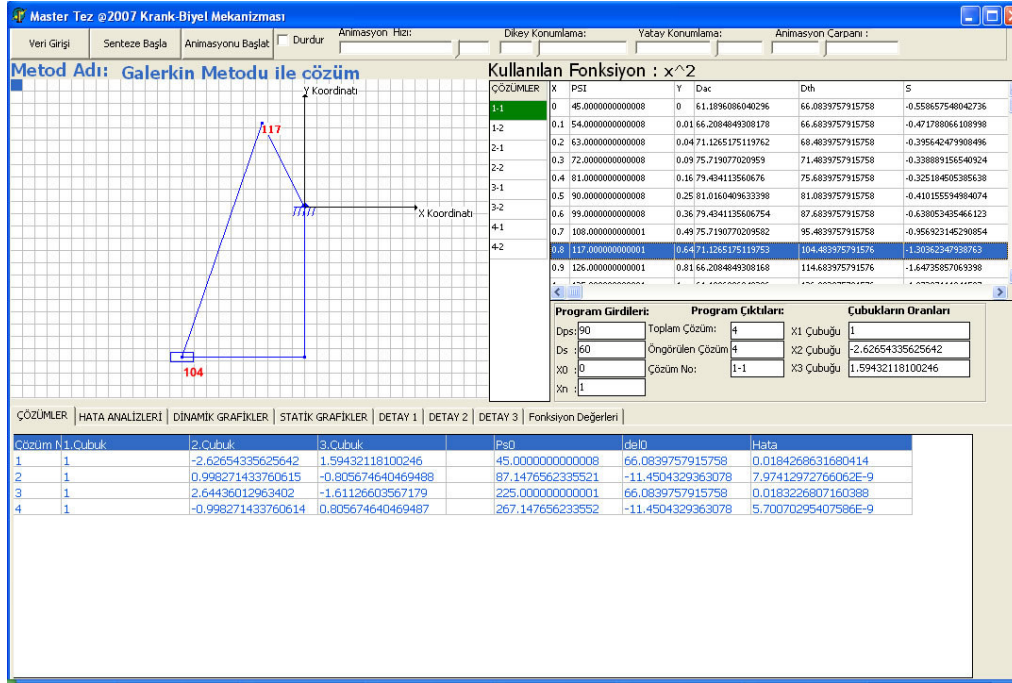 Master Tez @2007 Krank-Biyel Mekanizması
Veri Girişi Senteze Başla Animasyonu Başlat Durdur Animasyon Hızı: Dikey Konumlama: Yatay Konumlama: Animasyon Çarpanı :
Metod Adı: Galerkin Metodu ile cözüm Kullanılan Fonksiyon : x^2
Y Koordinatı
117
X Koordinatı
104
ÇÖZÜMLER
1-1
1-2
2-1
2-2
3-1
3-2
4-1
4-2
X PSI Y Dac Dth S
0 45.0000000000008 0 61.1896086040296 66.0839757915758 -0.558657548042736
0.1 54.0000000000008 0.01 66.2084849308178 66.6839757915758 -0.471788066108998
0.2 63.0000000000008 0.04 71.1265175119762 68.4839757915758 -0.395642479908496
0.3 72.0000000000008 0.09 75.719077020959 71.4839757915758 -0.338889156540924
0.4 81.0000000000008 0.16 79.434113560676 75.6839757915758 -0.325184505385638
0.5 90.0000000000008 0.25 81.0160409633398 81.0839757915758 -0.410155594984074
0.6 99.0000000000008 0.36 79.4341135606754 87.6839757915758 -0.638053435466123
0.7 108.000000000001 0.49 75.7190770209582 95.4839757915758 -0.956923145290854
0.8 117.000000000001 0.64 71.1265175119753 104.483975791576 -1.30362347938763
0.9 126.000000000001 0.81 66.2084849308168 114.683975791576 -1.64735857069398
Program Girdileri: Program Çıktıları: Çubukların Oranları
Dps: 90 Toplam Çözüm: 4 X1 Çubuğu 1
Ds : 60 Öngörülen Çözüm 4 X2 Çubuğu -2.62654335625642
X0 : 0 Çözüm No: 1-1 X3 Çubuğu 1.59432118100246
Xn : 1
ÇÖZÜMLER HATA ANALİZLERİ DİNAMİK GRAFİKLER STATİK GRAFİKLER DETAY 1 DETAY 2 DETAY 3 Fonksiyon Değerleri
Çözüm N 1.Çubuk 2.Çubuk 3.Çubuk Ps0 del0 Hata
1 1 -2.62654335625642 1.59432118100246 45.0000000000008 66.0839757915758 0.0184268631680414
2 1 0.998271433760615 -0.805674640469488 87.1476562335521 -11.4504329363078 7.97412972766062E-9
3 1 2.64436012963402 -1.61126603567179 225.000000000001 66.0839757915758 0.0183226807160388
4 1 -0.998271433760614 0.805674640469487 267.147656233552 -11.4504329363078 5.70070295407586E-9